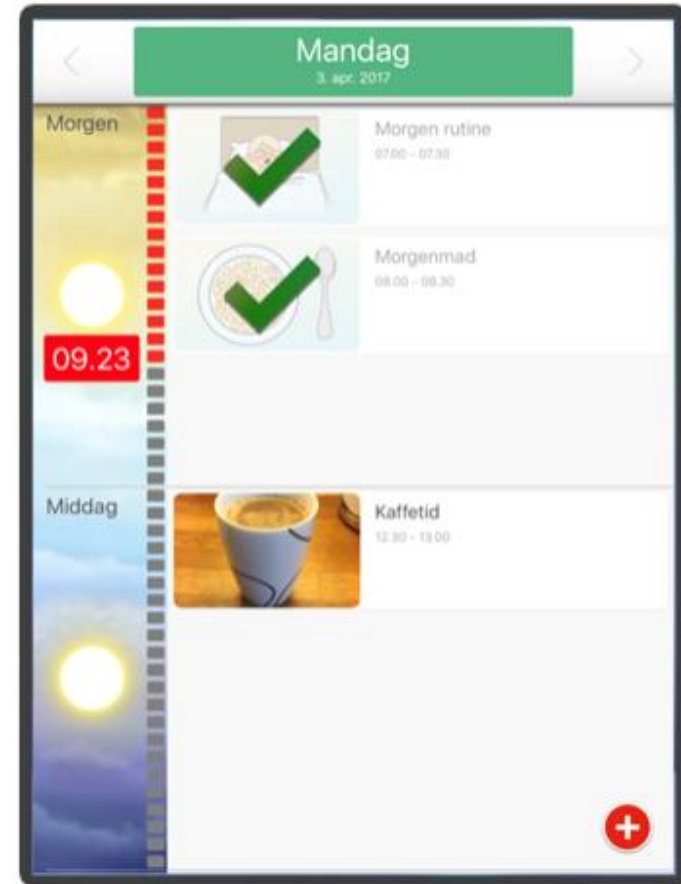 Mandag
3. apr. 2017
Morgen
Morgen rutine
07.00 - 07.30
Morgenmad
08.00 - 08.30
09.23
Middag
Kaffetid
12.30 - 13.00